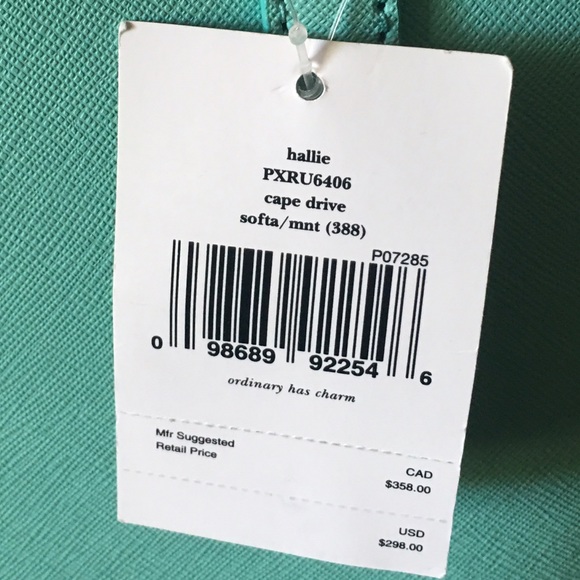 hallie
PXRU6406
cape drive
softa/mnt (388)
P07285
0 98689 92254 6
ordinary has charm
Mfr Suggested
Retail Price
CAD
$358.00
USD
$298.00